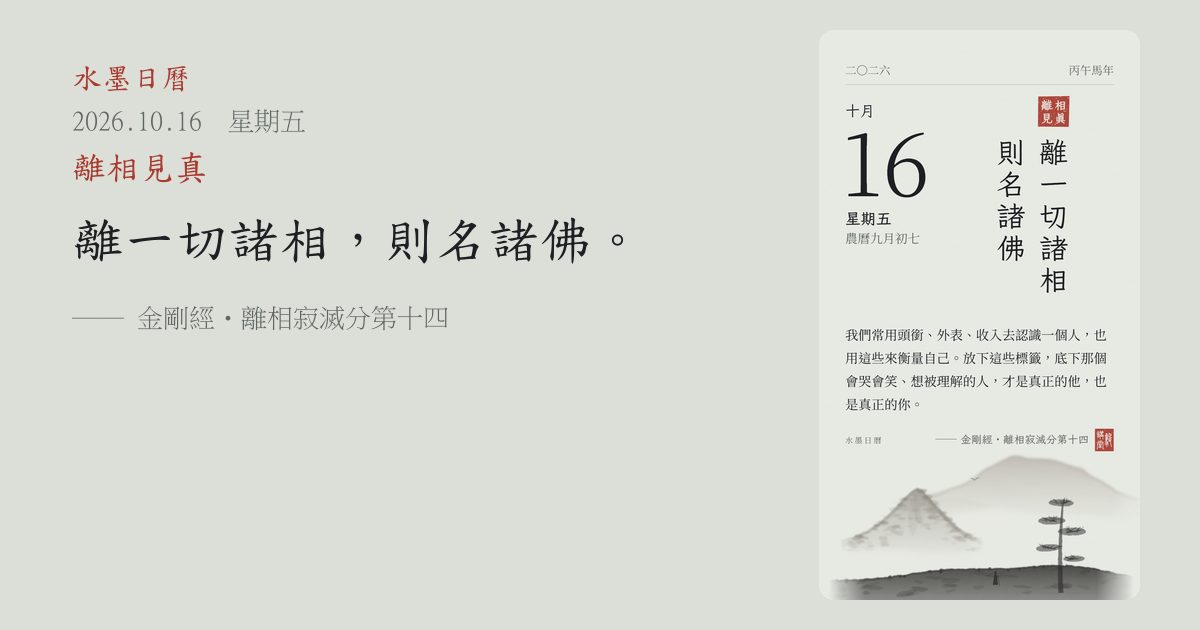 水墨日曆
2026.10.16 星期五
離相見真
離一切諸相，則名諸佛。
—— 金剛經・離相寂滅分第十四
二〇二六
丙午馬年
十月
16
星期五
農曆九月初七
離相見真
離一切諸相
則名諸佛
我們常用頭銜、外表、收入去認識一個人，也
用這些來衡量自己。放下這些標籤，底下那個
會哭會笑、想被理解的人，才是真正的他，也
是真正的你。
水墨日曆
—— 金剛經・離相寂滅分第十四